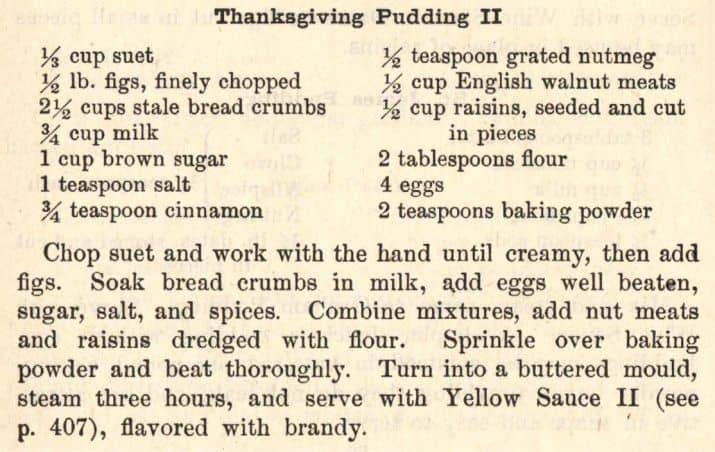 Thanksgiving Pudding II
⅓ cup suet
½ lb. figs, finely chopped
2½ cups stale bread crumbs
¾ cup milk
1 cup brown sugar
1 teaspoon salt
¾ teaspoon cinnamon
½ teaspoon grated nutmeg
½ cup English walnut meats
½ cup raisins, seeded and cut
in pieces
2 tablespoons flour
4 eggs
2 teaspoons baking powder
Chop suet and work with the hand until creamy, then add
figs. Soak bread crumbs in milk, add eggs well beaten,
sugar, salt, and spices. Combine mixtures, add nut meats
and raisins dredged with flour. Sprinkle over baking
powder and beat thoroughly. Turn into a buttered mould,
steam three hours, and serve with Yellow Sauce II (see
p. 407), flavored with brandy.